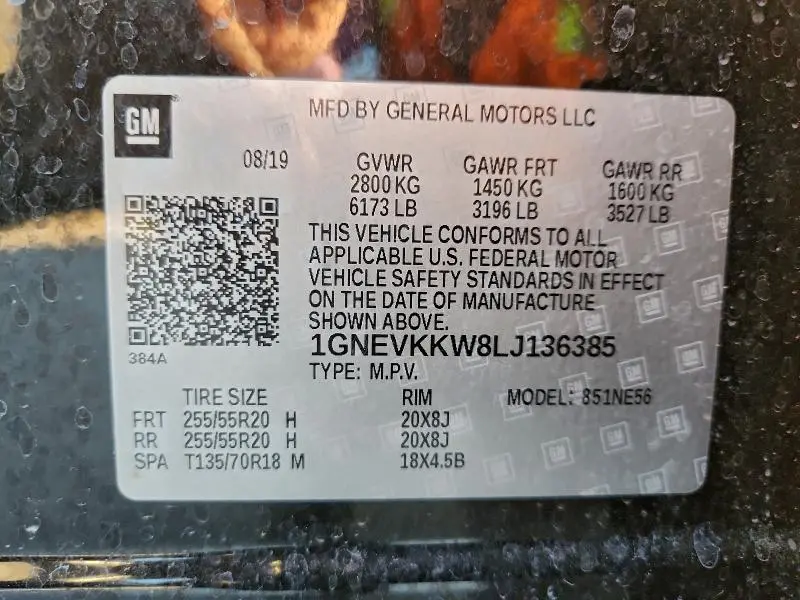 GM
MFD BY GENERAL MOTORS LLC
08/19 GVWR GAWR FRT GAWR RR
2800 KG 1450 KG 1600 KG
6173 LB 3196 LB 3527 LB
THIS VEHICLE CONFORMS TO ALL
APPLICABLE U.S. FEDERAL MOTOR
VEHICLE SAFETY STANDARDS IN EFFECT
ON THE DATE OF MANUFACTURE
SHOWN ABOVE.
384A
1GNEVKKW8LJ136385
TYPE: M.P.V.
TIRE SIZE RIM MODEL: 851NE56
FRT 255/55R20 H 20X8J
RR 255/55R20 H 20X8J
SPA T135/70R18 M 18X4.5B